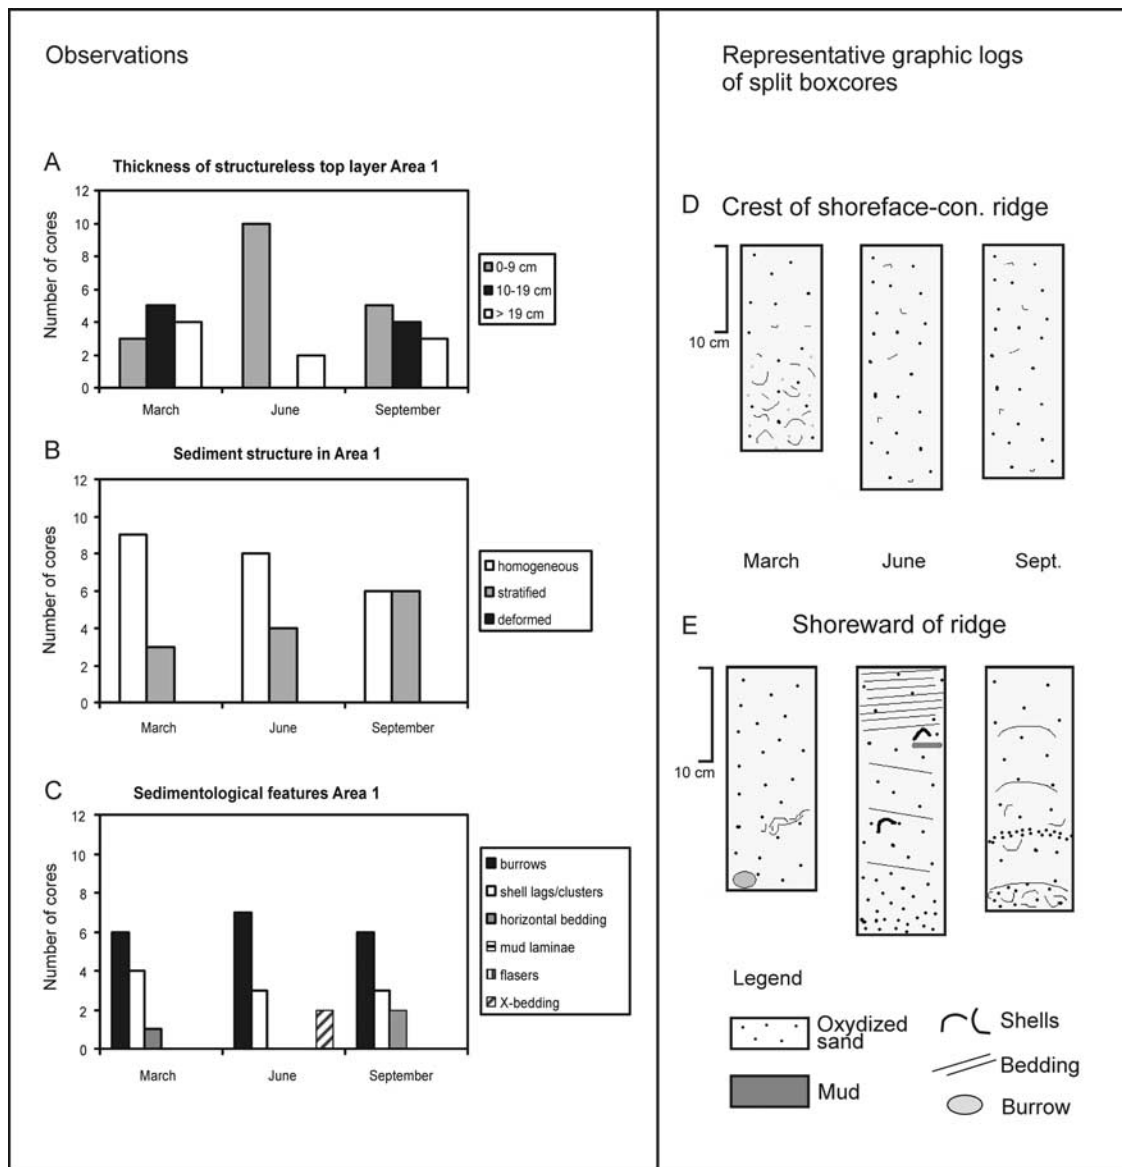 Observations
A
Thickness of structureless top layer Area 1
Number of cores
12
10
8
6
4
2
0
March
June
September
0-9 cm
10-19 cm
> 19 cm
B
Sediment structure in Area 1
Number of cores
12
10
8
6
4
2
0
March
June
September
homogeneous
stratified
deformed
C
Sedimentological features Area 1
Number of cores
12
10
8
6
4
2
0
March
June
September
burrows
shell lags/clusters
horizontal bedding
mud laminae
flasers
X-bedding
Representative graphic logs
of split boxcores
D
Crest of shoreface-con. ridge
10 cm
March
June
Sept.
E
Shoreward of ridge
10 cm
Legend
Oxydized
sand
Mud
Shells
Bedding
Burrow